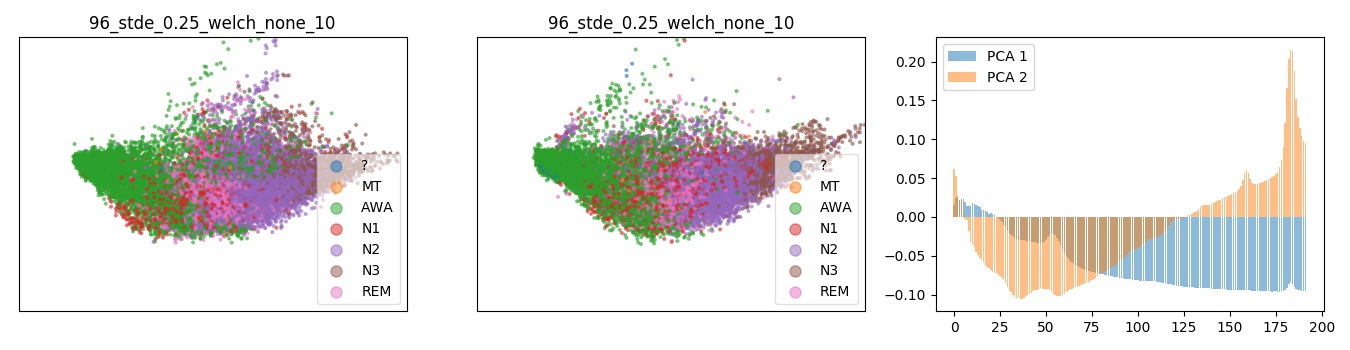 96_stde_0.25_welch_none_10
?
MT
AWA
N1
N2
N3
REM
96_stde_0.25_welch_none_10
?
MT
AWA
N1
N2
N3
REM
PCA 1
PCA 2
0.20
0.15
0.10
0.05
0.00
−0.05
−0.10
0 25 50 75 100 125 150 175 200